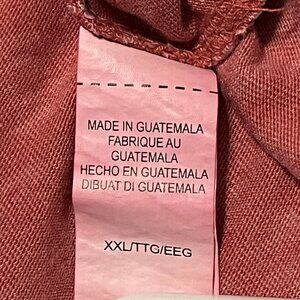 MADE IN GUATEMALA
FABRIQUE AU
GUATEMALA
HECHO EN GUATEMALA
DIBUAT DI GUATEMALA
XXL/TTG/EEG